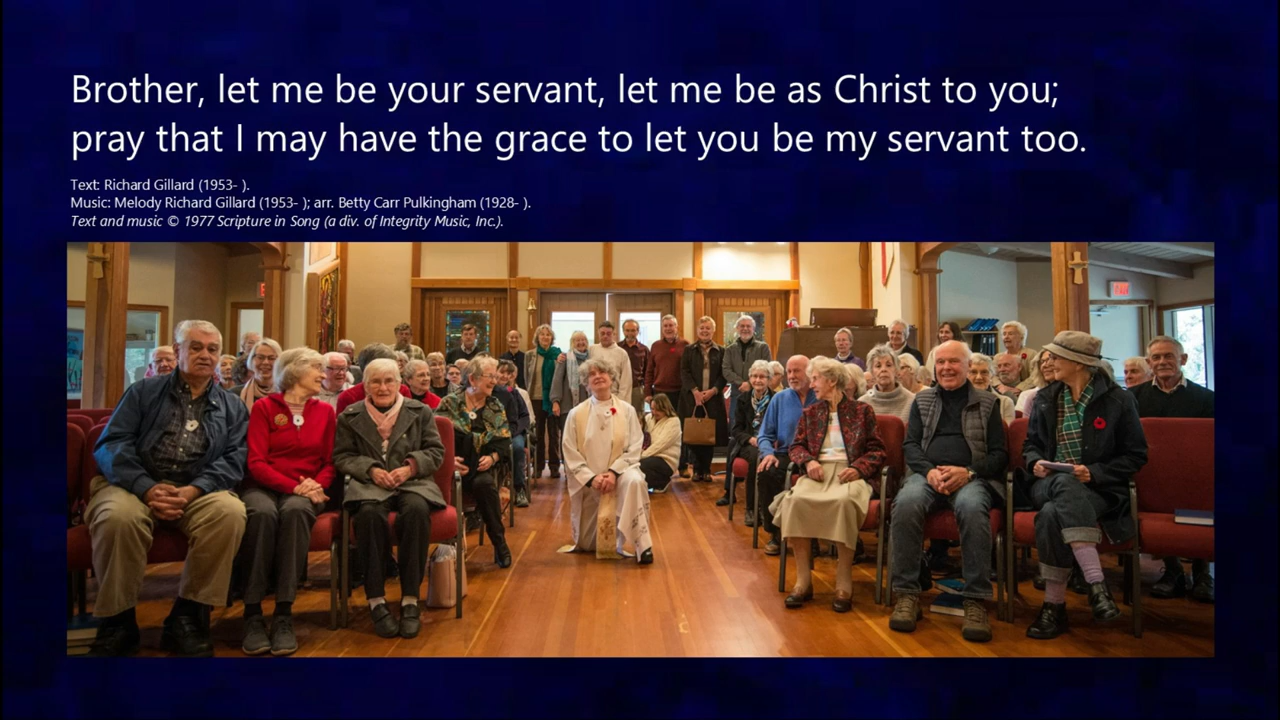 Brother, let me be your servant, let me be as Christ to you;
pray that I may have the grace to let you be my servant too.
Text: Richard Gillard (1953- ).
Music: Melody Richard Gillard (1953- ); arr. Betty Carr Pulkingham (1928- ).
Text and music © 1977 Scripture in Song (a div. of Integrity Music, Inc.).
EXIT